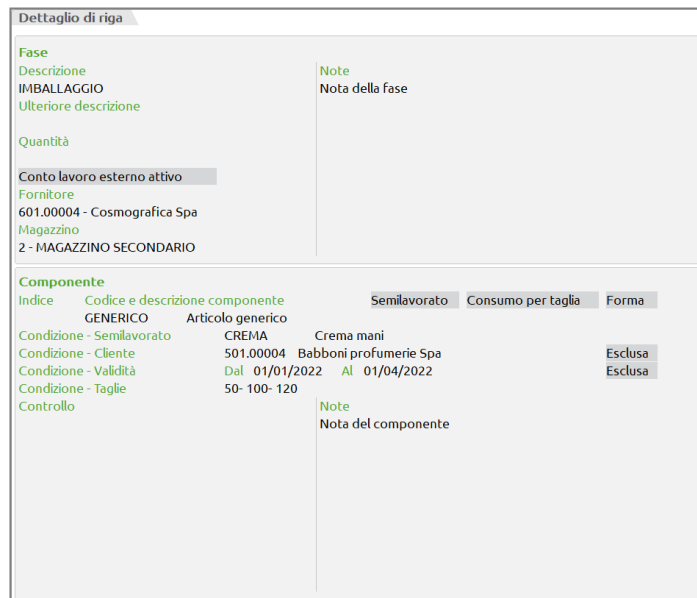 Dettaglio di riga
Fase
Descrizione Note
IMBALLAGGIO Nota della fase
Ulteriore descrizione
Quantità
Conto lavoro esterno attivo
Fornitore
601.00004 - Cosmografica Spa
Magazzino
2 - MAGAZZINO SECONDARIO
Componente
Indice Codice e descrizione componente Semilavorato Consumo per taglia Forma
GENERICO Articolo generico
Condizione - Semilavorato CREMA Crema mani
Condizione - Cliente 501.00004 Babboni profumerie Spa Esclusa
Condizione - Validità Dal 01/01/2022 Al 01/04/2022 Esclusa
Condizione - Taglie 50- 100- 120
Controllo Note
Nota del componente